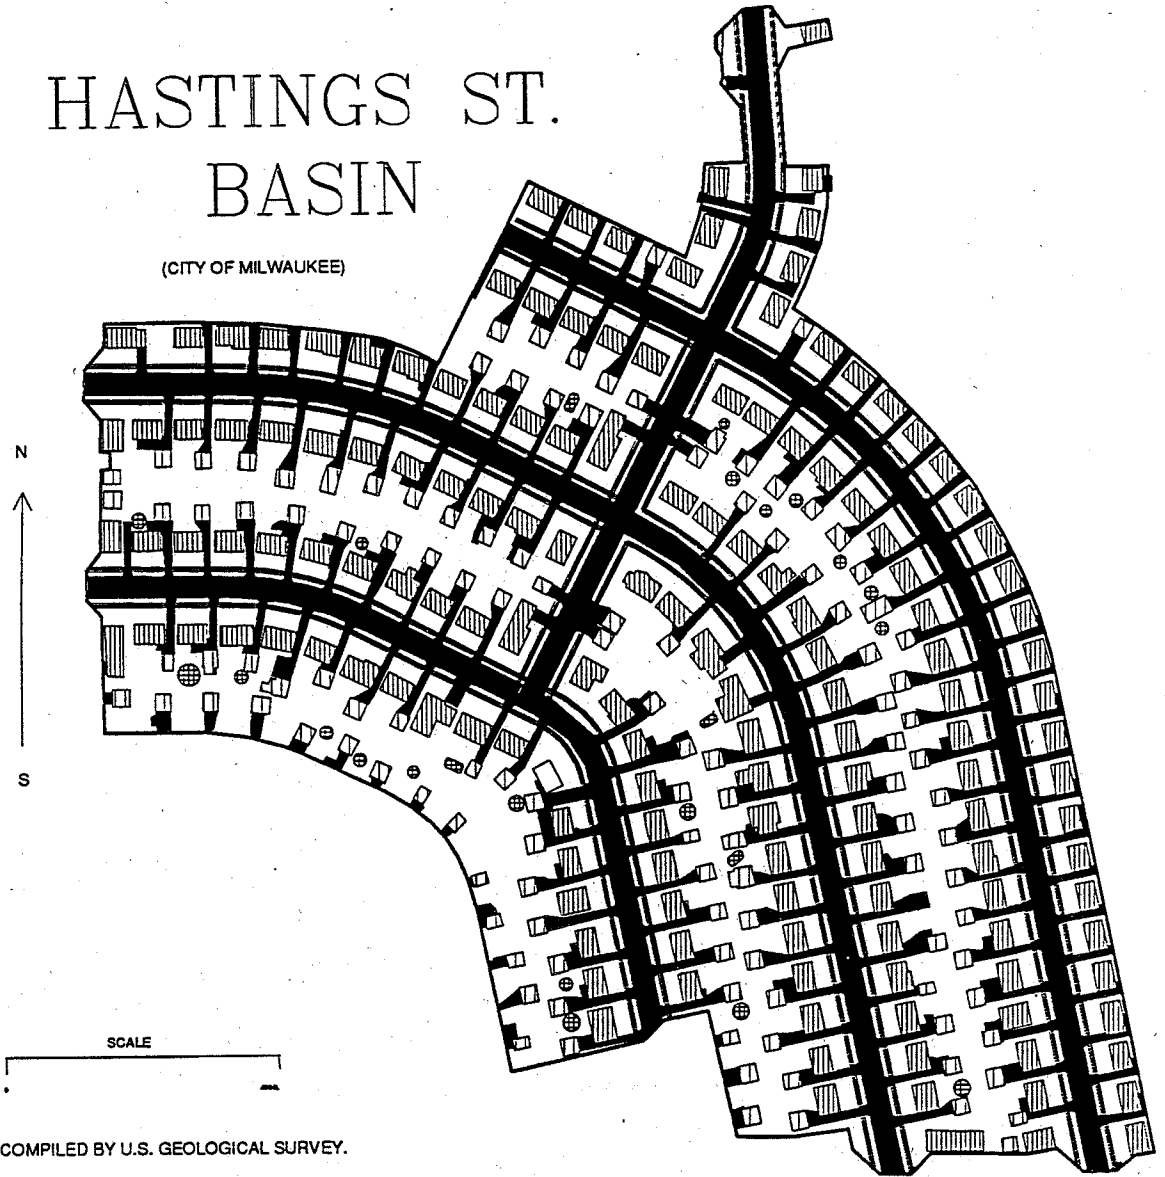 HASTINGS ST.
BASIN
(CITY OF MILWAUKEE)
N
S
SCALE
COMPILED BY U.S. GEOLOGICAL SURVEY.